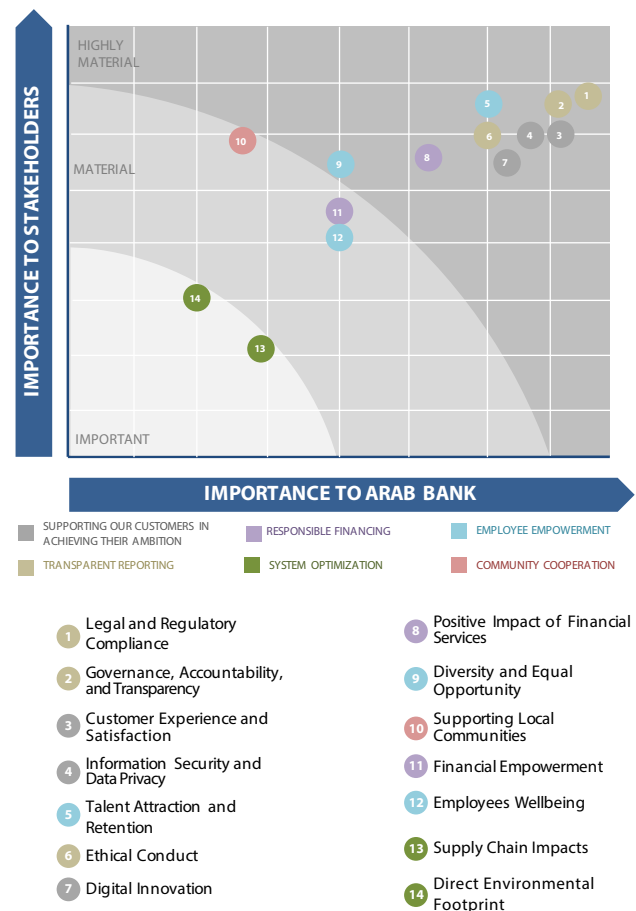 HIGHLY
MATERIAL
MATERIAL
IMPORTANT
IMPORTANCE TO STAKEHOLDERS
1
2
3
4
5
6
7
8
9
10
11
12
13
14
IMPORTANCE TO ARAB BANK
SUPPORTING OUR CUSTOMERS IN
ACHIEVING THEIR AMBITION
RESPONSIBLE FINANCING
EMPLOYEE EMPOWERMENT
TRANSPARENT REPORTING
SYSTEM OPTIMIZATION
COMMUNITY COOPERATION
1 Legal and Regulatory
Compliance
2 Governance, Accountability,
and Transparency
3 Customer Experience and
Satisfaction
4 Information Security and
Data Privacy
5 Talent Attraction and
Retention
6 Ethical Conduct
7 Digital Innovation
8 Positive Impact of Financial
Services
9 Diversity and Equal
Opportunity
10 Supporting Local
Communities
11 Financial Empowerment
12 Employees Wellbeing
13 Supply Chain Impacts
14 Direct Environmental
Footprint